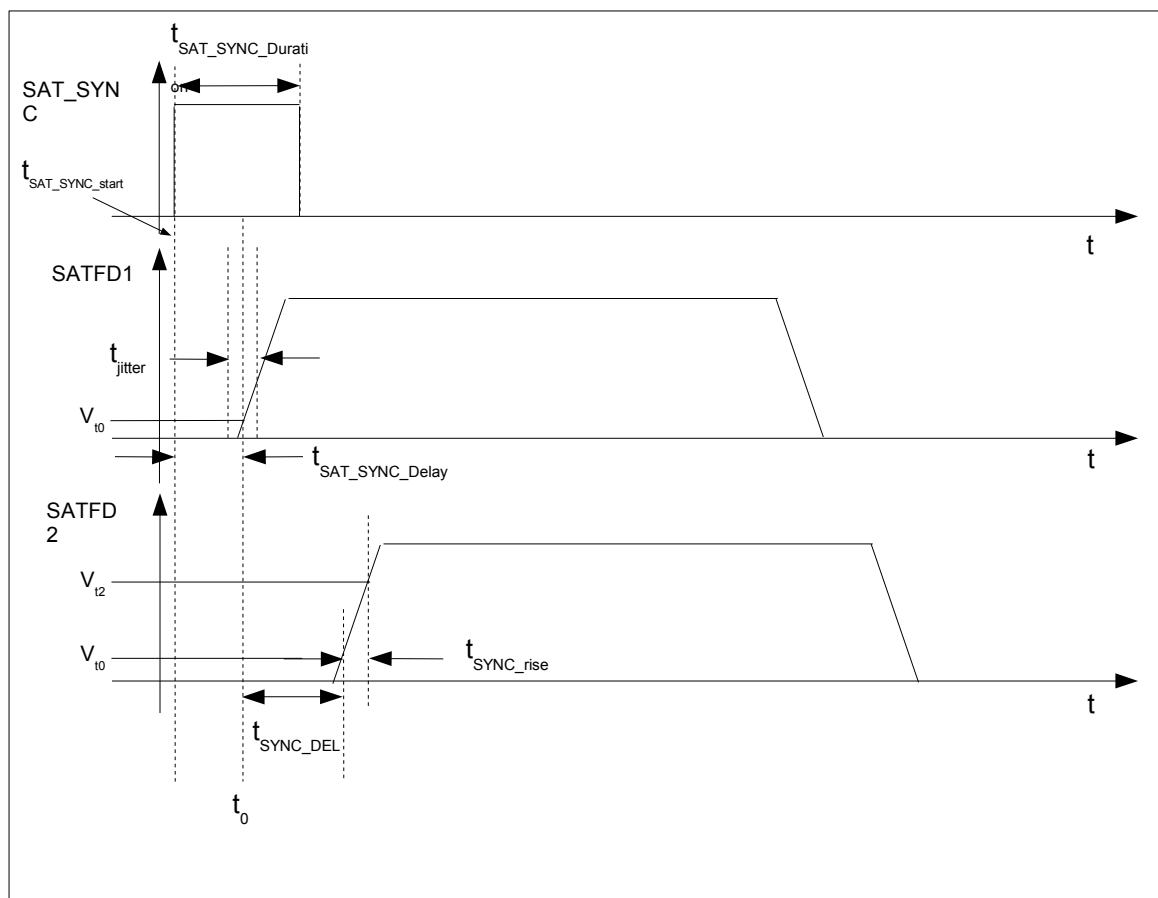 tSAT_SYNC_Durati
on
SAT_SYN
C
tSAT_SYNC_start
t
SATFD1
tjitter
Vt0
t
tSAT_SYNC_Delay
SATFD
2
Vt2
Vt0
tSYNC_rise
t
tSYNC_DEL
t0